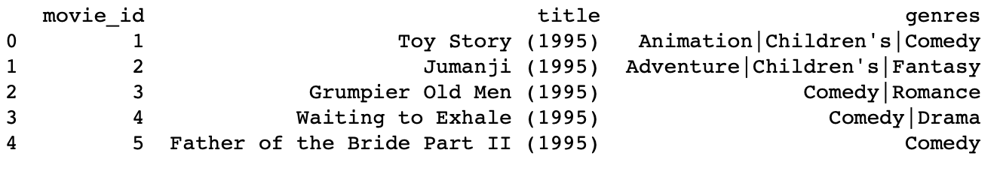 movie_id title genres
0 1 Toy Story (1995) Animation|Children's|Comedy
1 2 Jumanji (1995) Adventure|Children's|Fantasy
2 3 Grumpier Old Men (1995) Comedy|Romance
3 4 Waiting to Exhale (1995) Comedy|Drama
4 5 Father of the Bride Part II (1995) Comedy